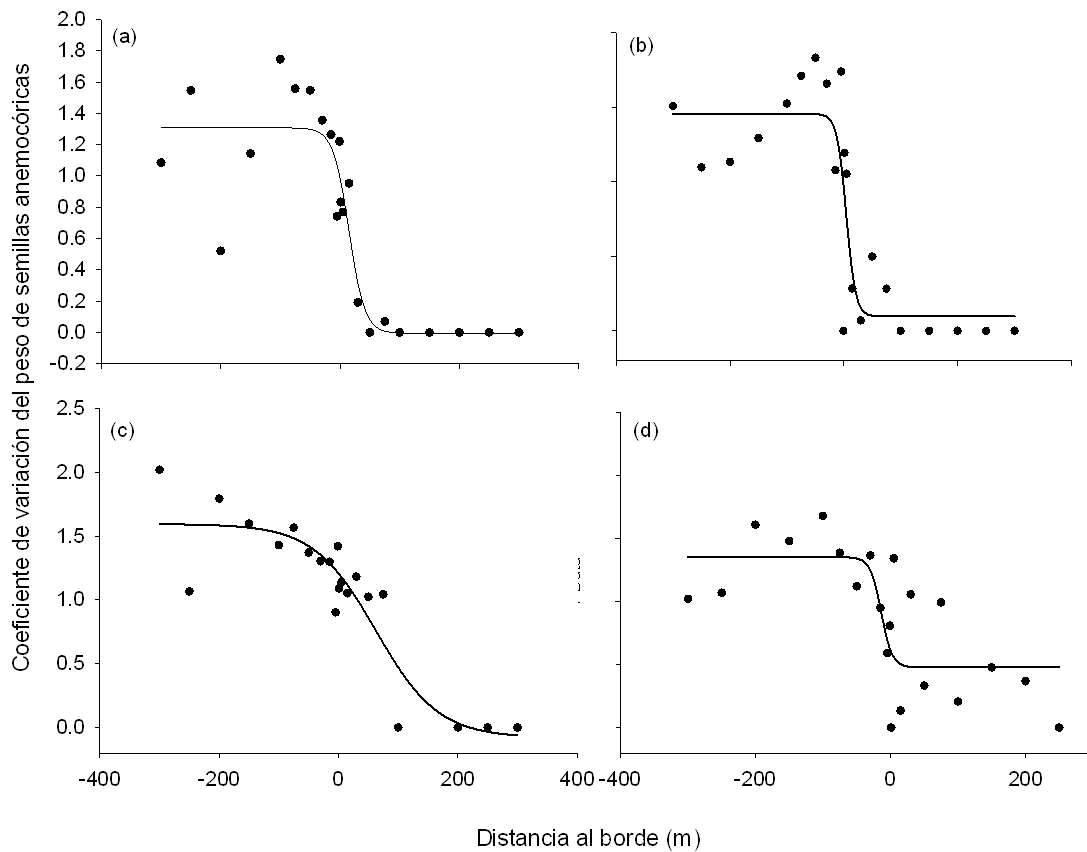 Coeficiente de variación del peso de semillas anemocóricas
(a)
2.0
1.8
1.6
1.4
1.2
1.0
0.8
0.6
0.4
0.2
0.0
-0.2
(b)
(c)
2.5
2.0
1.5
1.0
0.5
0.0
-400 -200 0 200 400
(d)
-400 -200 0 200
Distancia al borde (m)